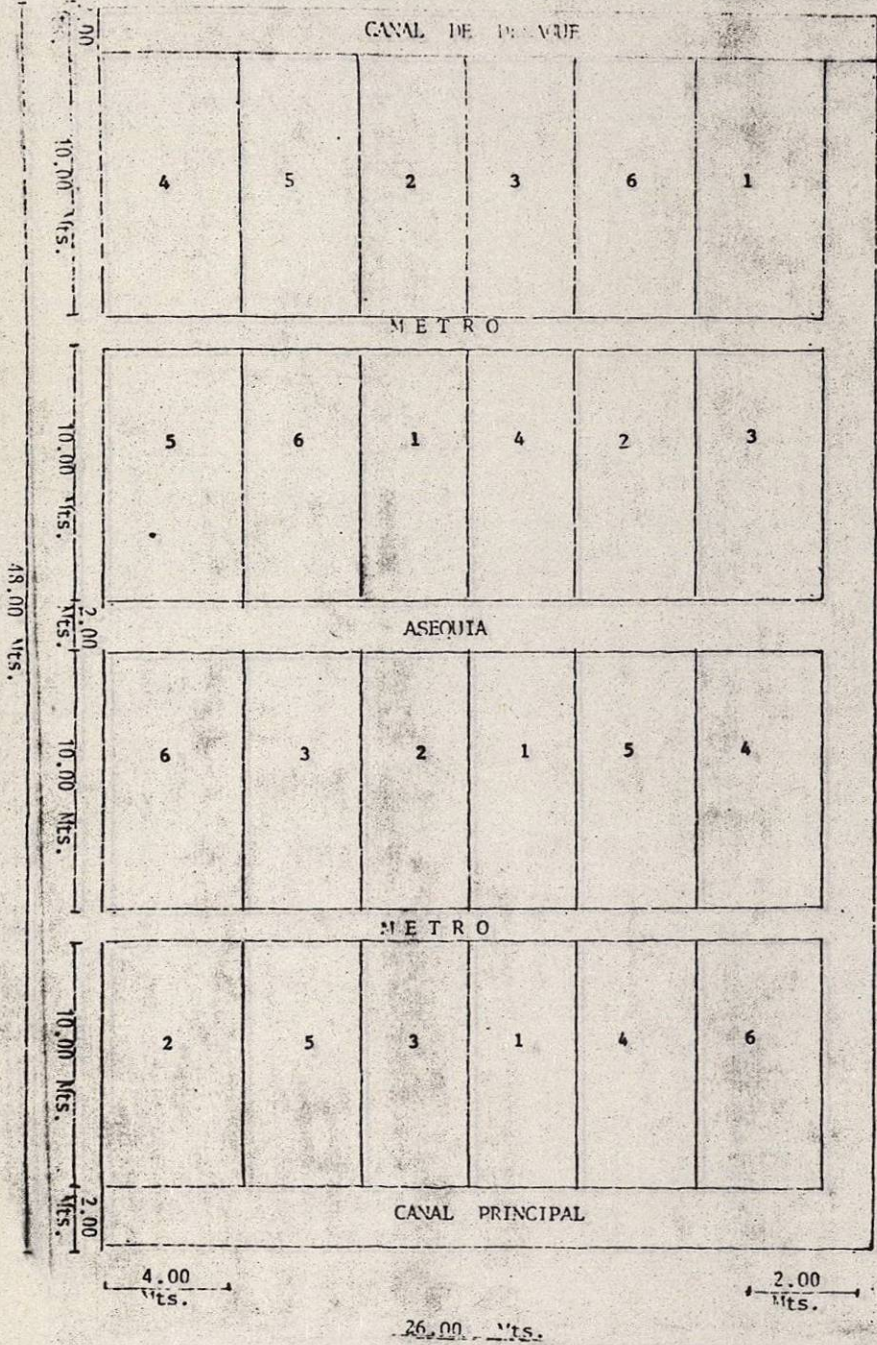 CANAL DE
.00
10.00 Mts.
4 5 2 3 6 1
METRO
10.00 Mts.
5 6 1 4 2 3
2.00
Mts.
ASEQUIA
48.00 Mts.
10.00 Mts.
6 3 2 1 5 4
METRO
10.00 Mts.
2 5 3 1 4 6
2.00
Mts.
CANAL PRINCIPAL
4.00
Mts.
2.00
Mts.
26.00 Mts.